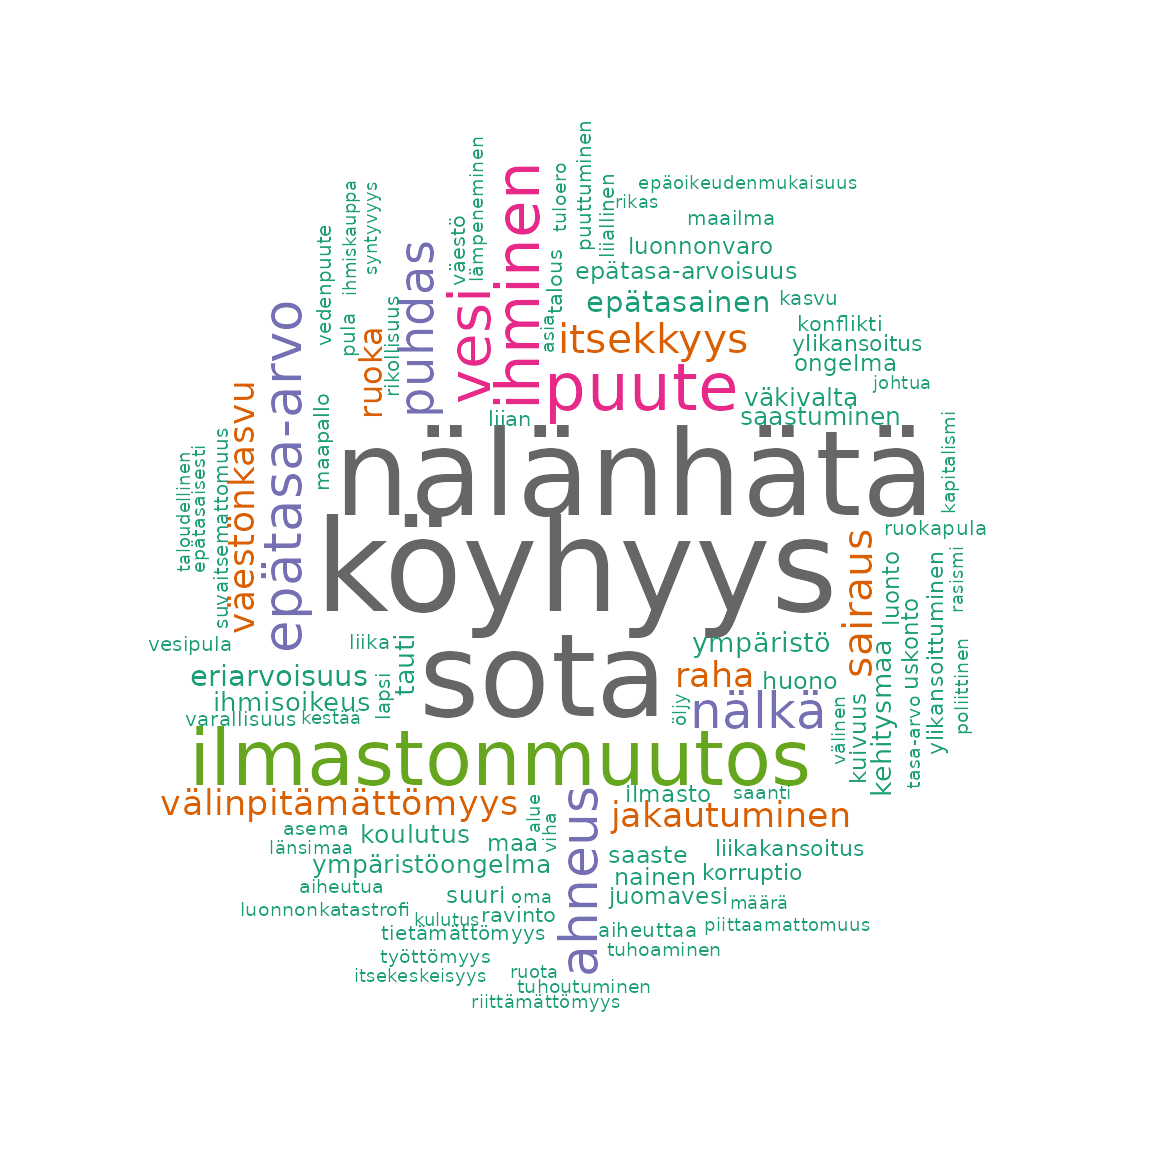 epäoikeudenmukaisuus
rikas
maailma
luonnonvaro
epätasa-arvoisuus
epätasainen
kasvu
itsekkyys
konflikti
ylikansoitus
ongelma
johtua
puute
väkivalta
saastuminen
liian
vedenpuute
ihmiskauppa
syntyvyys
pula
rikollisuus
ruoka
puhdas
väestö
lämpeneminen
vesi
ihminen
tuloero
talous
asia
puuttuminen
liiallinen
maapallo
epätasa-arvo
väestönkasvu
suvaitsemattomuus
epätasaisesti
taloudellinen
nälänhätä
köyhyys
sota
kapitalismi
ruokapula
rasismi
sairaus
luonto
uskonto
ylikansoittuminen
poliittinen
kehitysmaa
tasa-arvo
kuivuus
välinen
vesipula
liika
tauti
lapsi
eriarvoisuus
ihmisoikeus
varallisuus
kestää
ympäristö
raha
huono
öljy
nälkä
ilmastonmuutos
välinpitämättömyys
ilmasto
saanti
jakautuminen
asema
koulutus
länsimaa
maa
alue
viha
ahneus
ympäristöongelma
saaste
liikakansoitus
nainen
korruptio
aiheutua
suuri
oma
juomavesi
määrä
luonnonkatastrofi
kulutus
ravinto
tietämättömyys
aiheuttaa
piittaamattomuus
tuhoaminen
työttömyys
itsekeskeisyys
ruota
tuhoutuminen
riittämättömyys